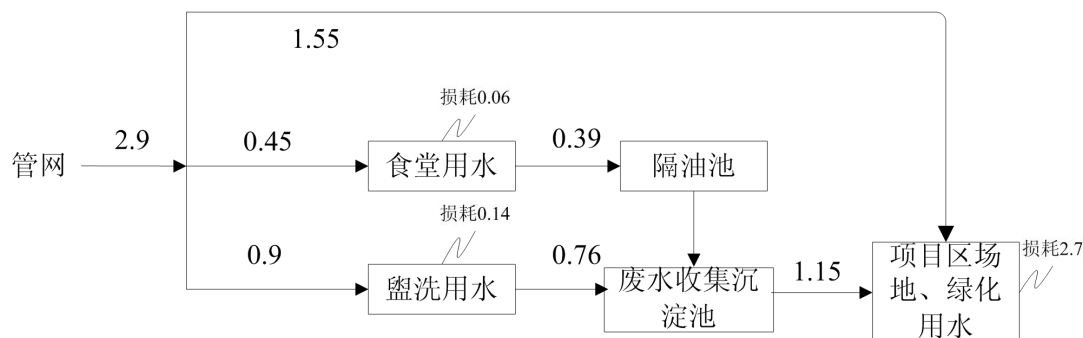 1.55
损耗0.06
2.9
0.45
0.39
管网
食堂用水
隔油池
损耗0.14
0.9
0.76
盥洗用水
废水收集沉
淀池
1.15
项目区场
地、绿化
用水
损耗2.7